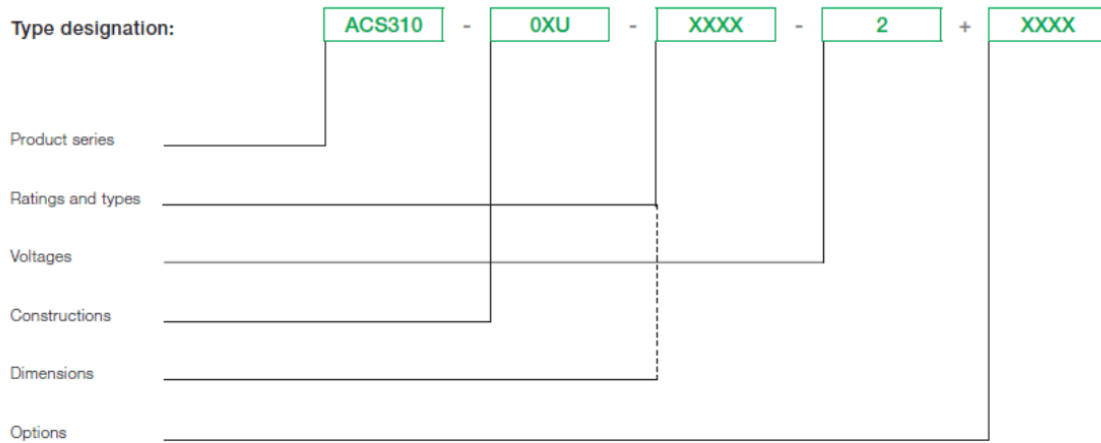 Type designation: ACS310 - 0XU - XXXX - 2 + XXXX
Product series
Ratings and types
Voltages
Constructions
Dimensions
Options